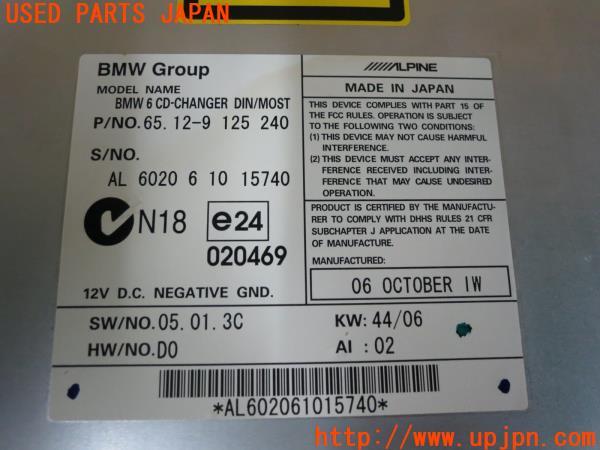 USED PARTS JAPAN
BMW Group
MODEL NAME
BMW 6 CD-CHANGER DIN/MOST
P/NO. 65.12-9 125 240
S/NO.
AL 6020 6 10 15740
N18 e24
020469
12V D.C. NEGATIVE GND.
ALPINE
MADE IN JAPAN
THIS DEVICE COMPLIES WITH PART 15 OF
THE FCC RULES. OPERATION IS SUBJECT
TO THE FOLLOWING TWO CONDITIONS:
(1) THIS DEVICE MAY NOT CAUSE HARMFUL
INTERFERENCE.
(2) THIS DEVICE MUST ACCEPT ANY INTER-
FERENCE RECEIVED INCLUDING INTER-
FERENCE THAT MAY CAUSE UNDESIRED
OPERATION.
PRODUCT IS CERTIFIED BY THE MANUFACTU-
RER TO COMPLY WITH DHHS RULES 21 CFR
SUBCHAPTER J APPLICATION AT THE DATE
OF MANUFACTURE.
MANUFACTURED:
06 OCTOBER IW
SW/NO. 05.01.3C
KW: 44/06
HW/NO. D0
AI : 02
*AL602061015740*
UPJ http://www.upjpn.com